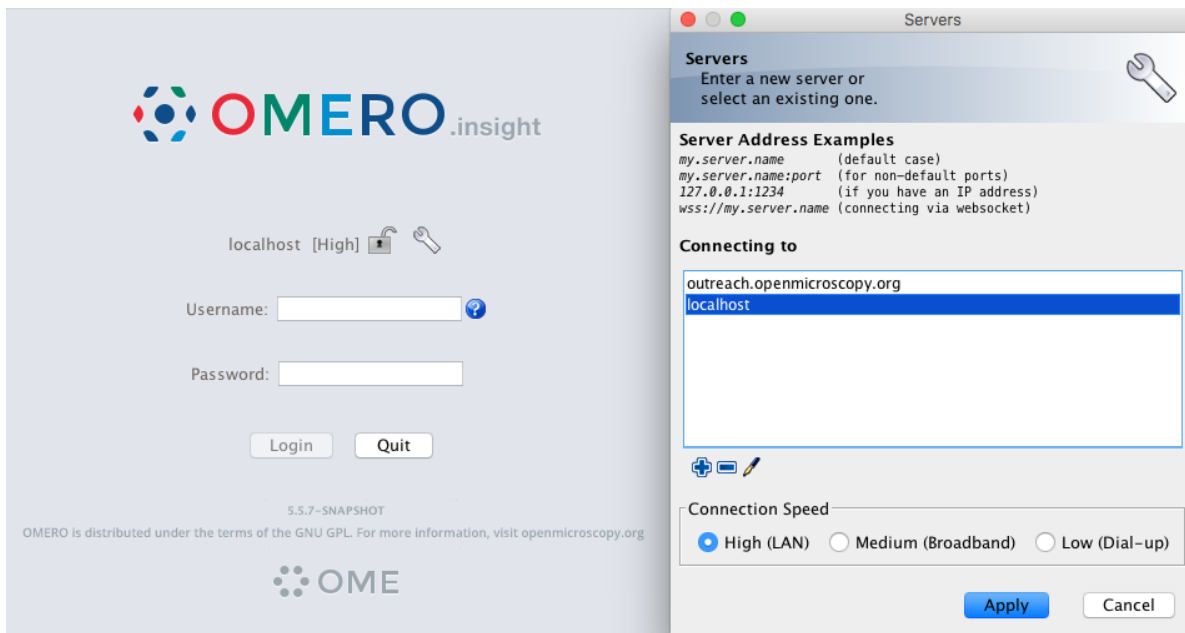 OMERO.insight
localhost [High]
Username:
?
Password:
Login Quit
5.5.7-SNAPSHOT
OMERO is distributed under the terms of the GNU GPL. For more information, visit openmicroscopy.org
OME
Servers
Servers
Enter a new server or
select an existing one.
Server Address Examples
my.server.name (default case)
my.server.name:port (for non-default ports)
127.0.0.1:1234 (if you have an IP address)
wss://my.server.name (connecting via websocket)
Connecting to
outreach.openmicroscopy.org
localhost
Connection Speed
High (LAN) Medium (Broadband) Low (Dial-up)
Apply Cancel